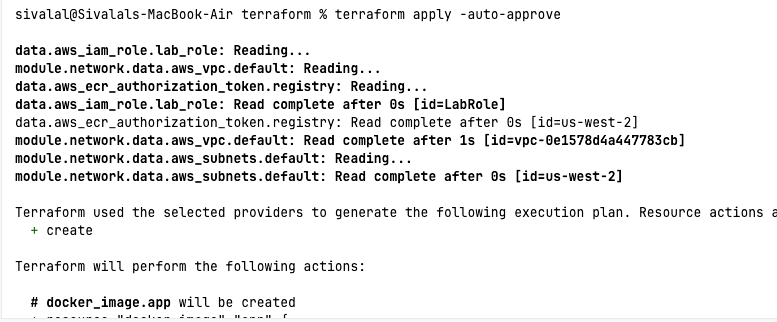 sivalal@Sivalals-MacBook-Air terraform % terraform apply -auto-approve
data.aws_iam_role.lab_role: Reading...
module.network.data.aws_vpc.default: Reading...
data.aws_ecr_authorization_token.registry: Reading...
data.aws_iam_role.lab_role: Read complete after 0s [id=LabRole]
data.aws_ecr_authorization_token.registry: Read complete after 0s [id=us-west-2]
module.network.data.aws_vpc.default: Read complete after 1s [id=vpc-0e1578d4a447783cb]
module.network.data.aws_subnets.default: Reading...
module.network.data.aws_subnets.default: Read complete after 0s [id=us-west-2]
Terraform used the selected providers to generate the following execution plan. Resource actions a
+ create
Terraform will perform the following actions:
# docker_image.app will be created
+ resource "docker_image" "app" {